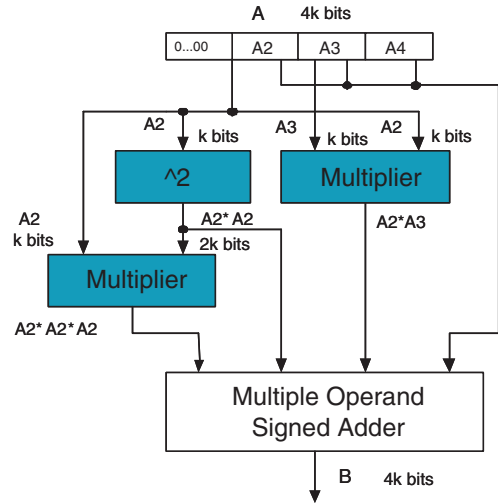 A 4k bits
0...00 A2 A3 A4
A2 A3 A2
k bits k bits k bits
^2 Multiplier
A2
k bits
A2* A2 A2*A3
2k bits
Multiplier
A2* A2* A2
Multiple Operand
Signed Adder
B 4k bits